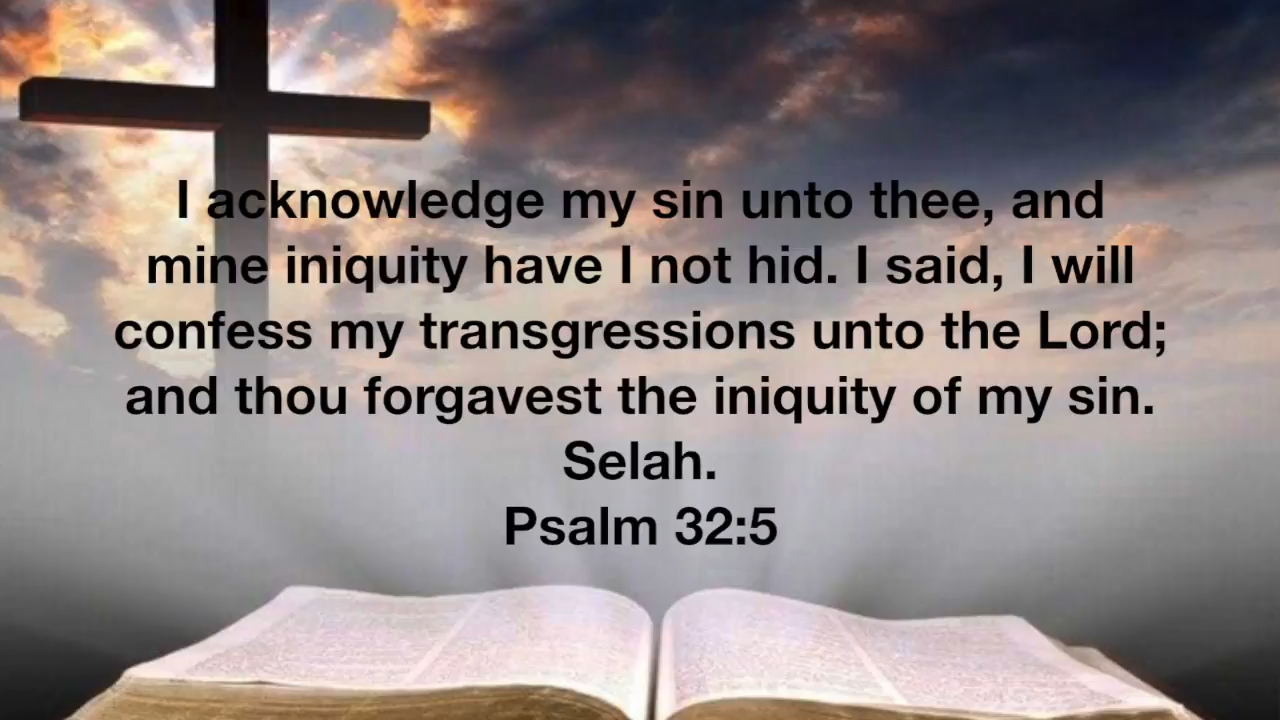 I acknowledge my sin unto thee, and
mine iniquity have I not hid. I said, I will
confess my transgressions unto the Lord;
and thou forgavest the iniquity of my sin.
Selah.
Psalm 32:5